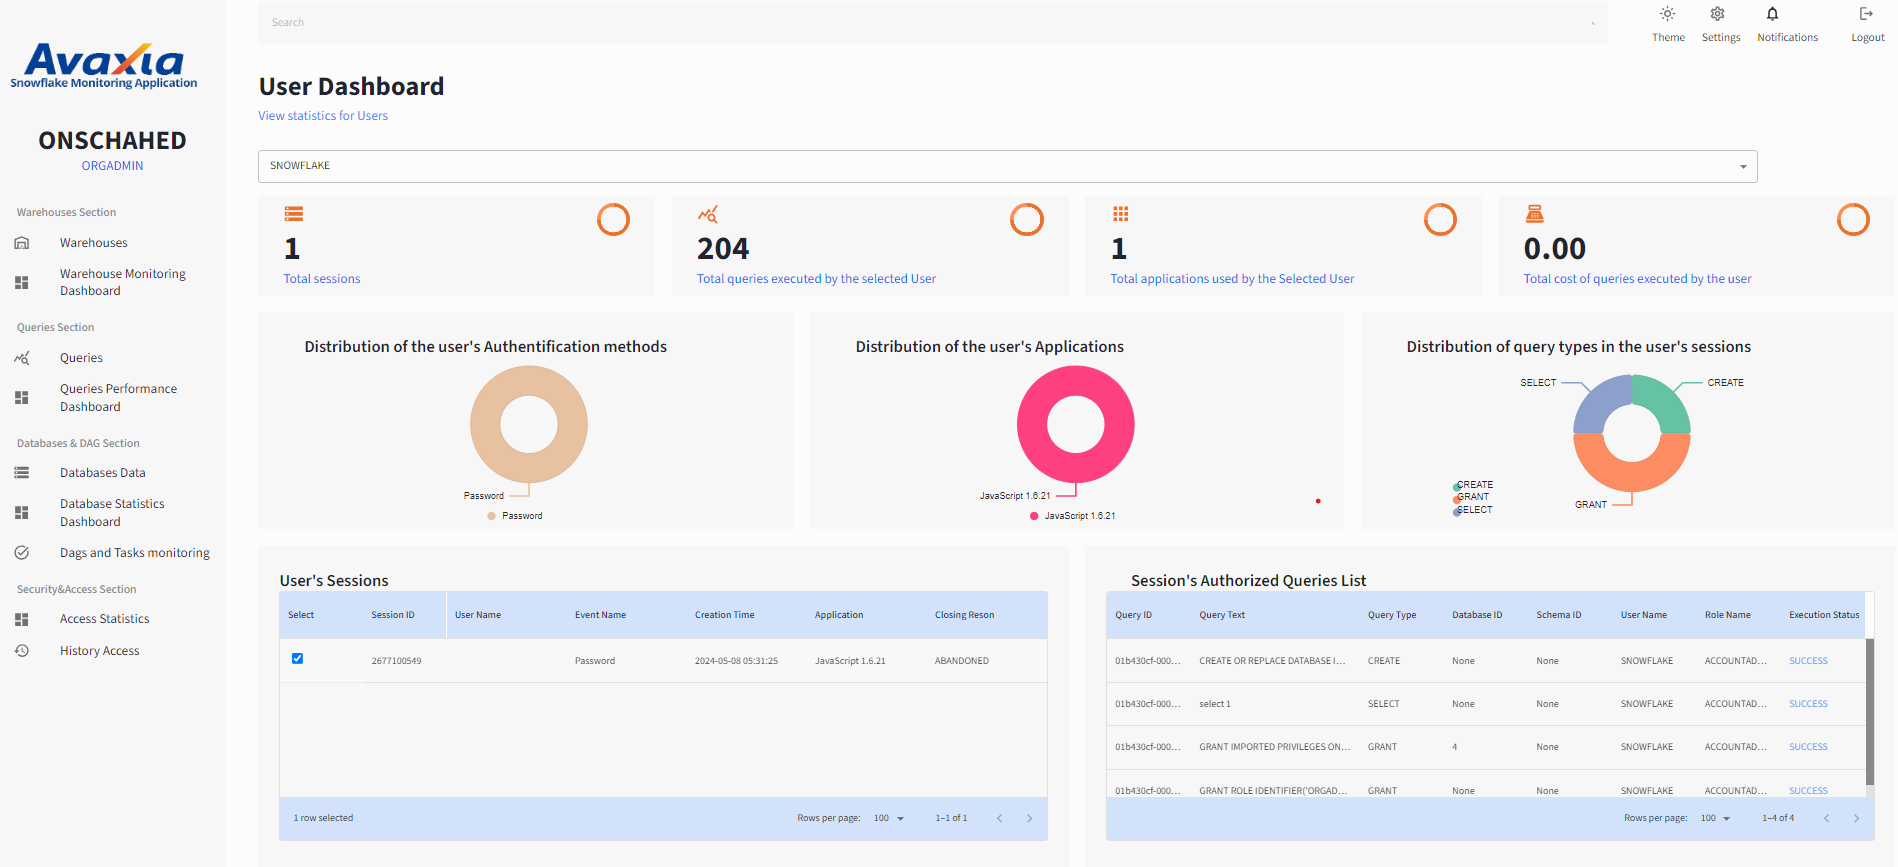 Search
Theme
Settings
Notifications
Logout
Avaxia
Snowflake Monitoring Application
ONSCHAHED
ORGADMIN
Warehouses Section
Warehouses
Warehouse Monitoring
Dashboard
Queries Section
Queries
Queries Performance
Dashboard
Databases & DAG Section
Databases Data
Database Statistics
Dashboard
Dags and Tasks monitoring
Security&Access Section
Access Statistics
History Access
User Dashboard
View statistics for Users
SNOWFLAKE
1
Total sessions
204
Total queries executed by the selected User
1
Total applications used by the Selected User
0.00
Total cost of queries executed by the user
Distribution of the user's Authentification methods
Password
Password
Distribution of the user's Applications
JavaScript 1.6.21
JavaScript 1.6.21
Distribution of query types in the user's sessions
SELECT
CREATE
GRANT
CREATE
GRANT
SELECT
User's Sessions
Select Session ID User Name Event Name Creation Time Application Closing Reson
2677100549 Password 2024-05-08 05:31:25 JavaScript 1.6.21 ABANDONED
1 row selected Rows per page: 100 1–1 of 1
Session's Authorized Queries List
Query ID Query Text Query Type Database ID Schema ID User Name Role Name Execution Status
01b430cf-000... CREATE OR REPLACE DATABASE I... CREATE None None SNOWFLAKE ACCOUNTAD... SUCCESS
01b430cf-000... select 1 SELECT None None SNOWFLAKE ACCOUNTAD... SUCCESS
01b430cf-000... GRANT IMPORTED PRIVILEGES ON... GRANT 4 None SNOWFLAKE ACCOUNTAD... SUCCESS
01b430cf-000... GRANT ROLE IDENTIFIER('ORGAD... GRANT None None SNOWFLAKE ACCOUNTAD... SUCCESS
Rows per page: 100 1–4 of 4